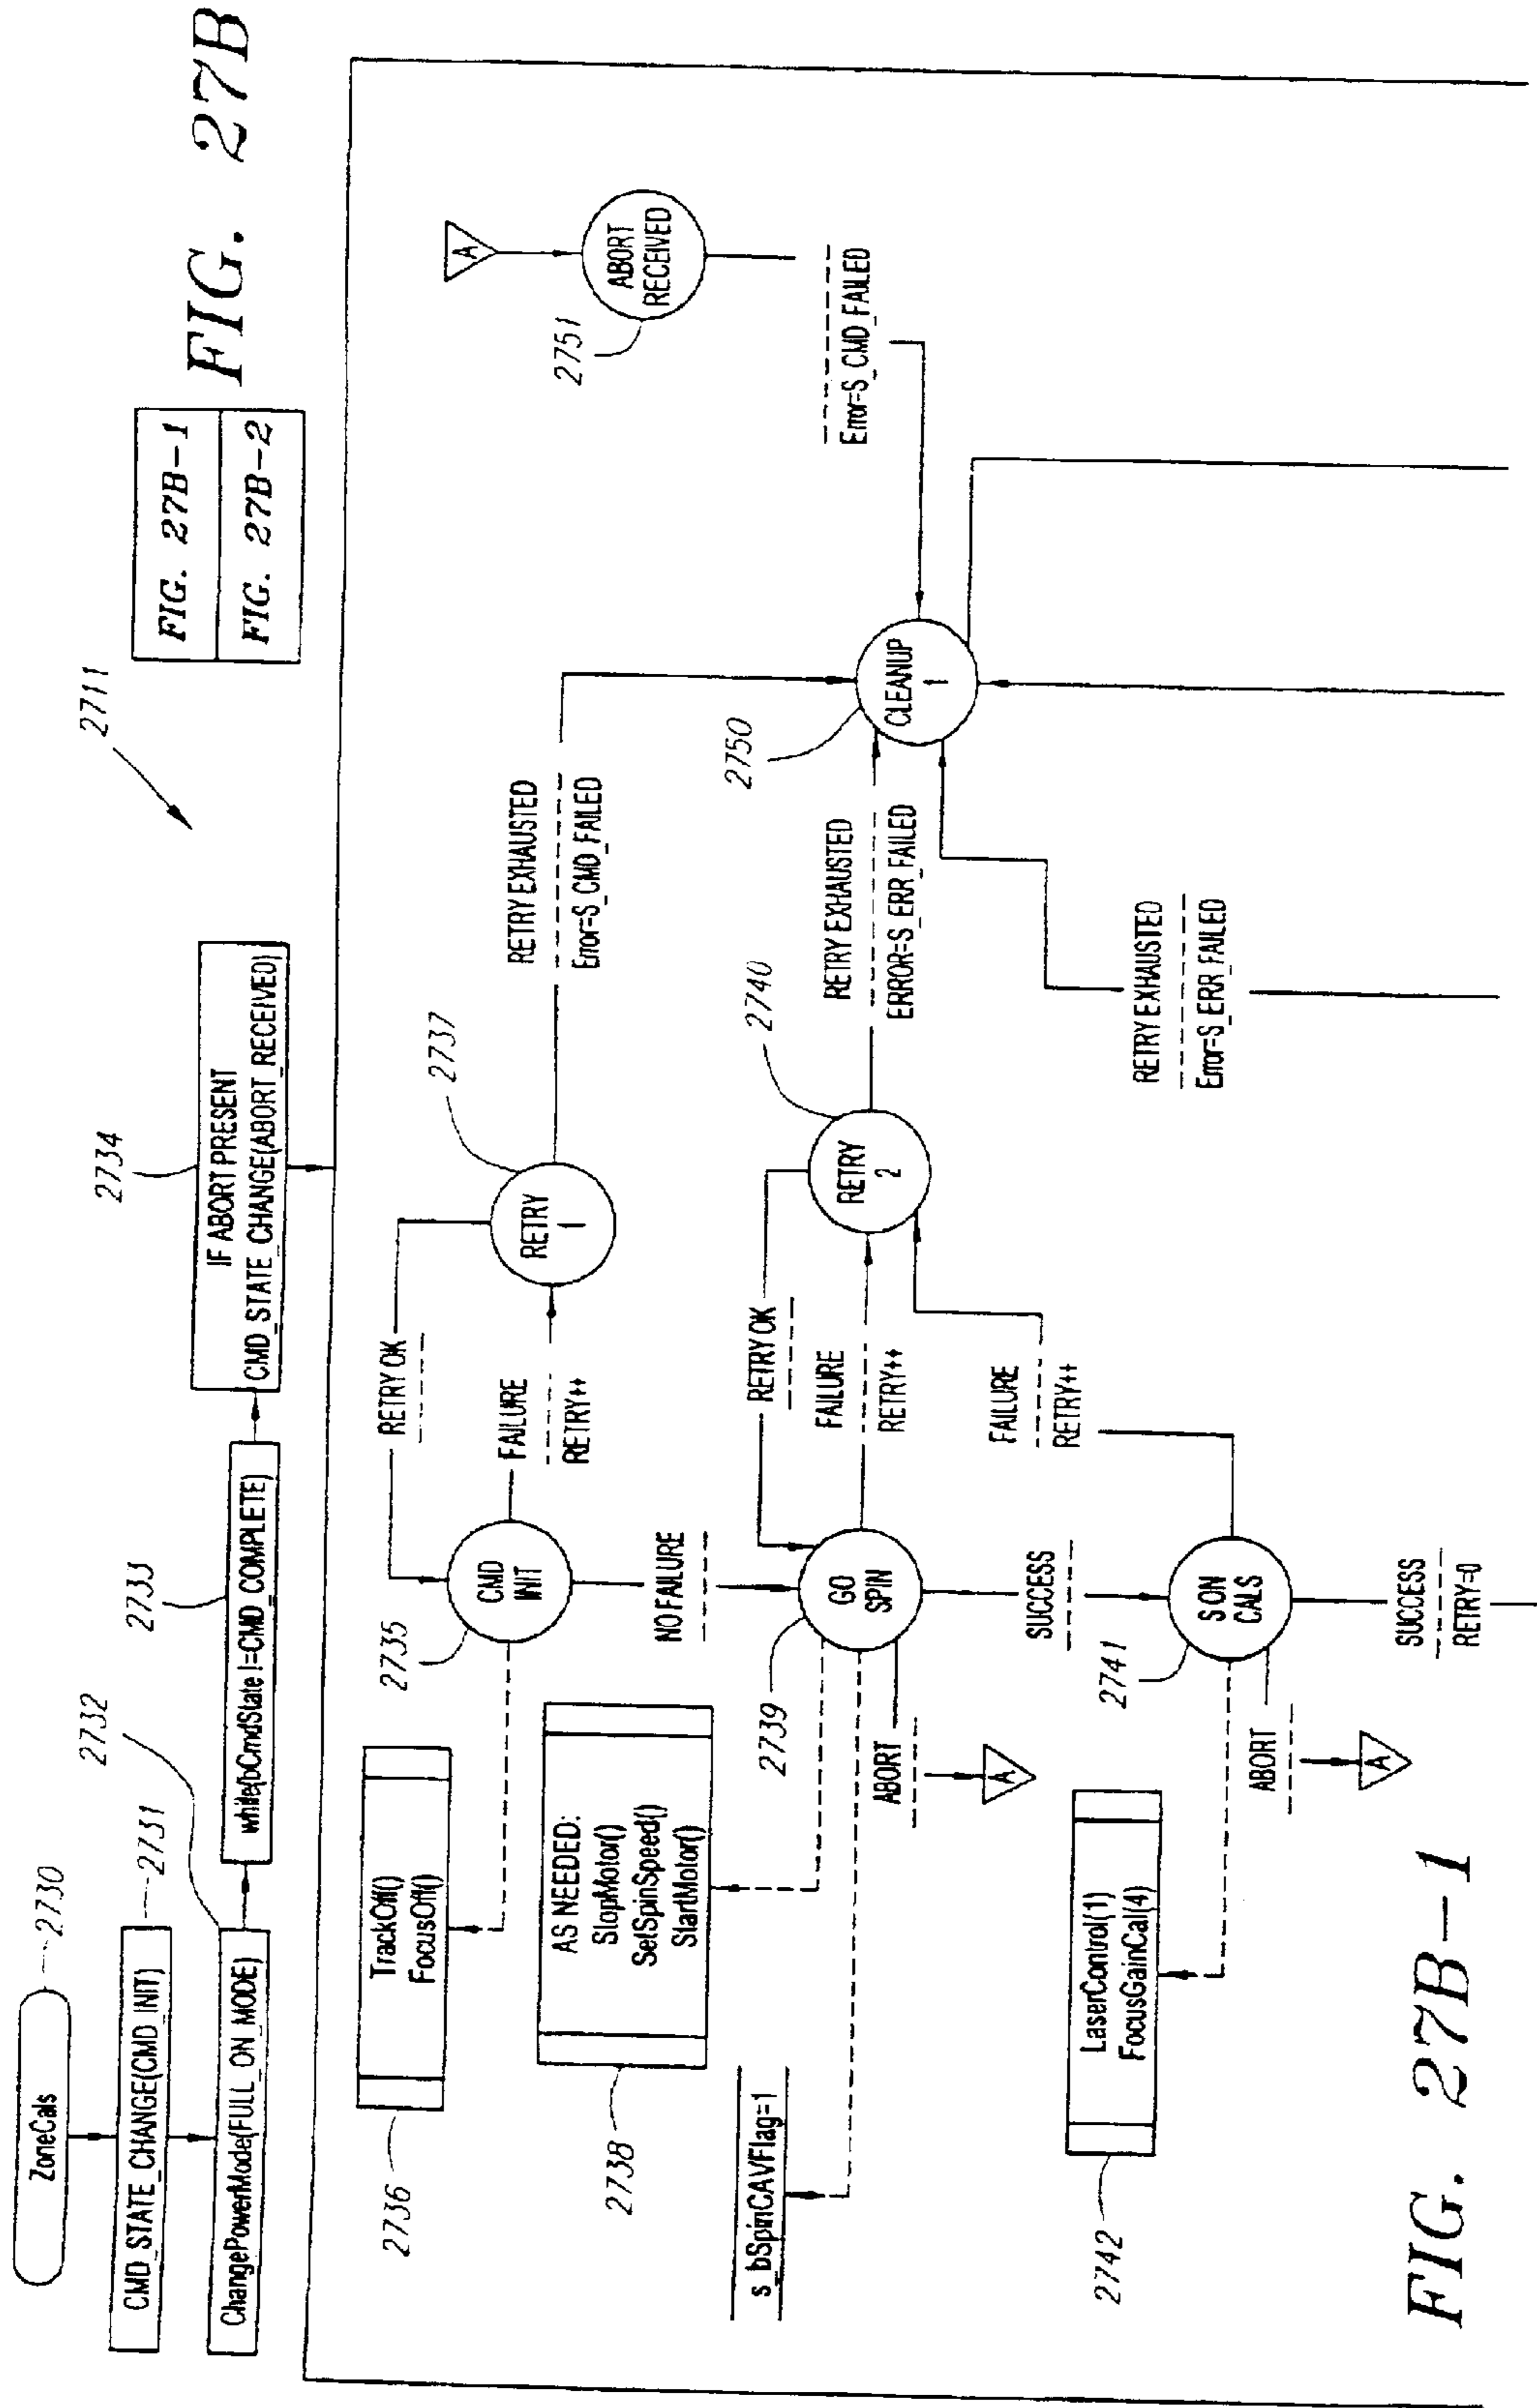 FIG. 27B
FIG. 27B-1
FIG. 27B-2
2711
ZoneCals
2730
CMD_STATE_CHANGE(CMD_INIT)
2731
ChangePowerMode(FULL_ON_MODE)
2732
while(bCmdState!=CMD_COMPLETE)
2733
IF ABORT PRESENT
CMD_STATE_CHANGE(ABORT_RECEIVED)
2734
TrackOff()
FocusOff()
2736
CMD
INIT
2735
RETRY OK
FAILURE
RETRY++
RETRY
1
2737
RETRY EXHAUSTED
Error=S_CMD_FAILED
A
ABORT
RECEIVED
2751
Error=S_CMD_FAILED
NO FAILURE
AS NEEDED:
StopMotor()
SetSpinSpeed()
StartMotor()
2738
s_bSpinCAVFlag=1
GO
SPIN
2739
ABORT
A
RETRY OK
FAILURE
RETRY++
RETRY
2
2740
RETRY EXHAUSTED
ERROR=S_ERR_FAILED
CLEANUP
1
2750
SUCCESS
FAILURE
RETRY++
LaserControl(1)
FocusGainCal(4)
2742
S ON
CALS
2741
ABORT
A
RETRY EXHAUSTED
Error=S_ERR_FAILED
SUCCESS
RETRY=0
FIG. 27B-1